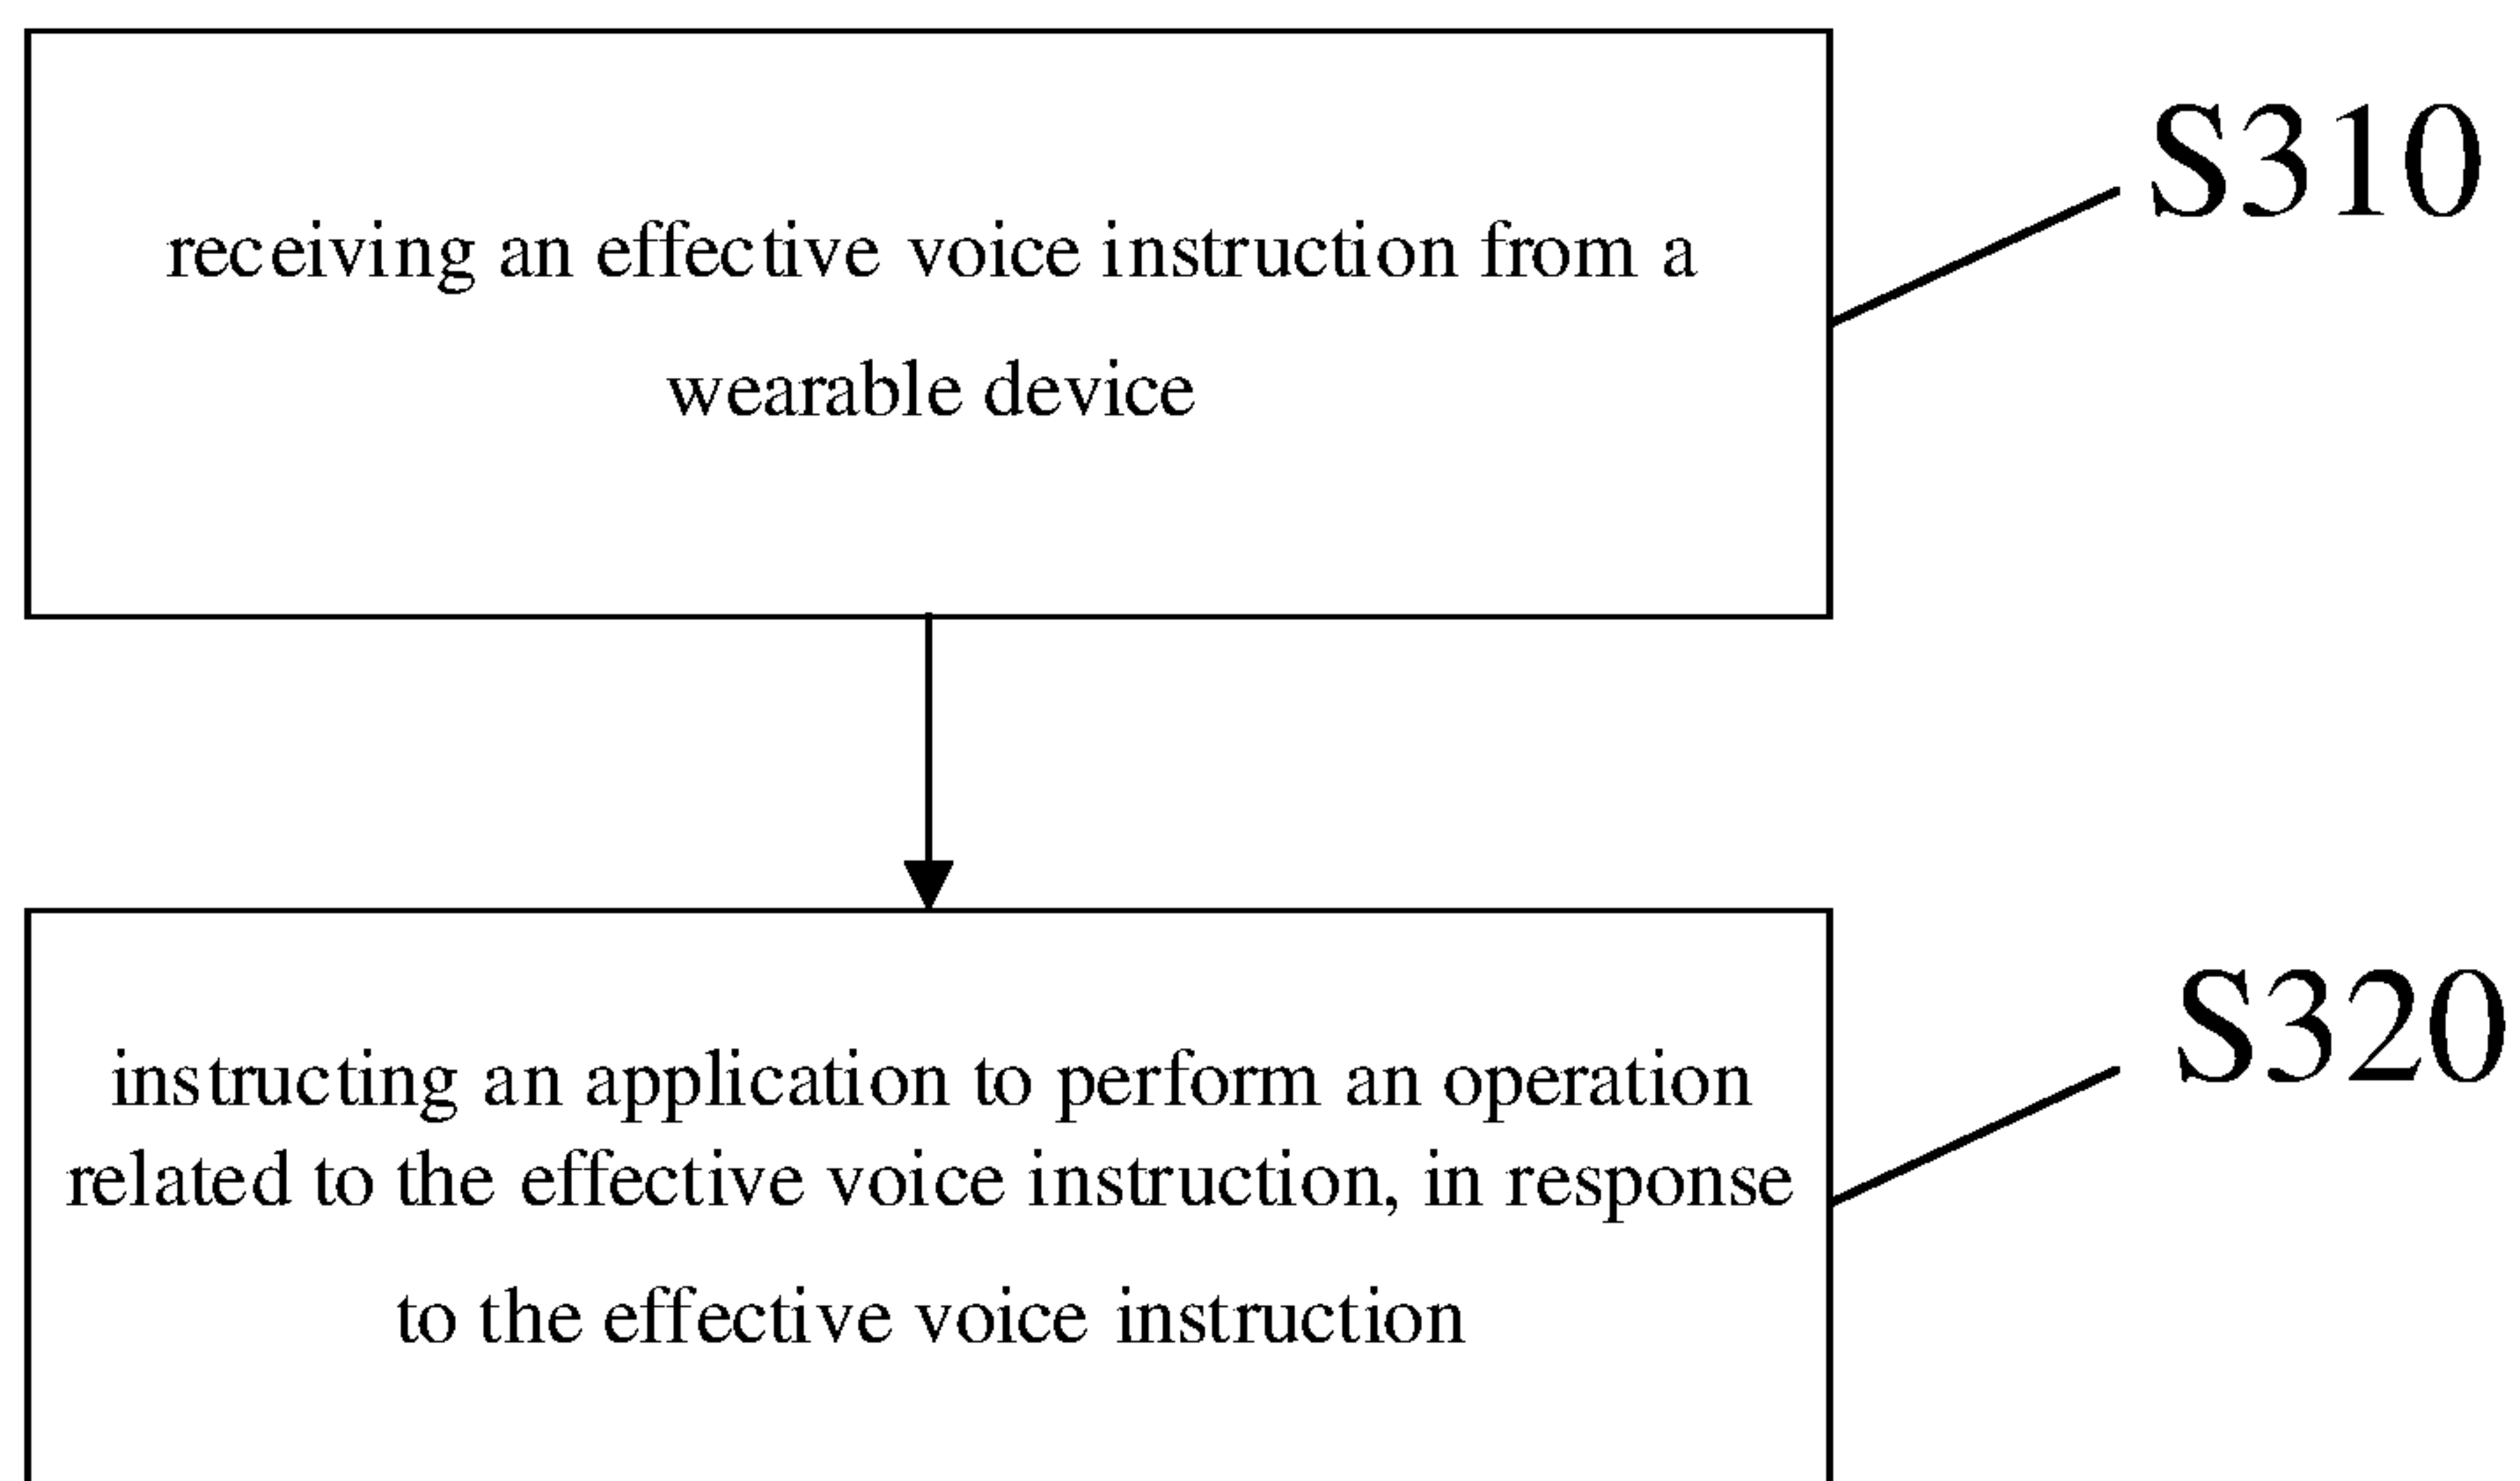 S310
receiving an effective voice instruction from a
wearable device
S320
instructing an application to perform an operation
related to the effective voice instruction, in response
to the effective voice instruction